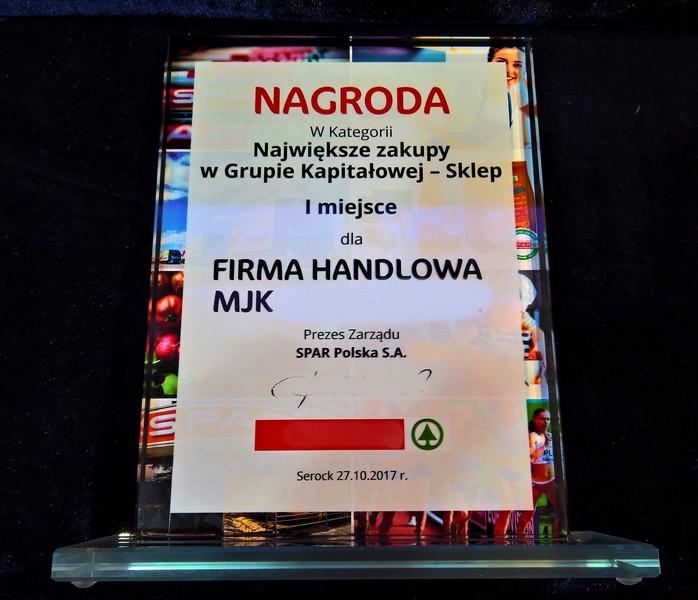 NAGRODA
W Kategorii
Największe zakupy
w Grupie Kapitałowej – Sklep
I miejsce
dla
FIRMA HANDLOWA
MJK
Prezes Zarządu
SPAR Polska S.A.
Serock 27.10.2017 r.